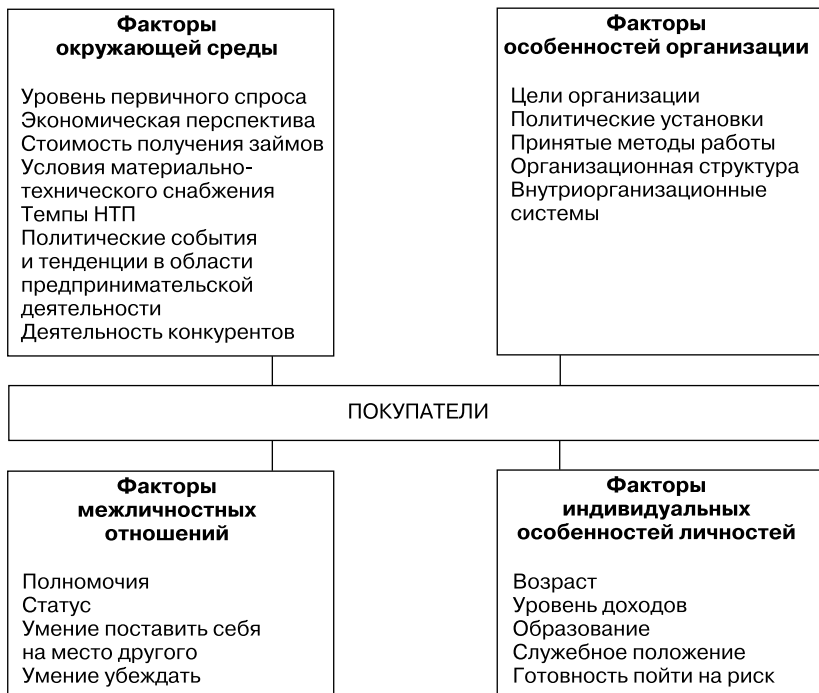 Факторы
окружающей среды
Уровень первичного спроса
Экономическая перспектива
Стоимость получения займов
Условия материально-
технического снабжения
Темпы НТП
Политические события
и тенденции в области
предпринимательской
деятельности
Деятельность конкурентов
Факторы
особенностей организации
Цели организации
Политические установки
Принятые методы работы
Организационная структура
Внутриорганизационные
системы
ПОКУПАТЕЛИ
Факторы
межличностных
отношений
Полномочия
Статус
Умение поставить себя
на место другого
Умение убеждать
Факторы
индивидуальных
особенностей личностей
Возраст
Уровень доходов
Образование
Служебное положение
Готовность пойти на риск